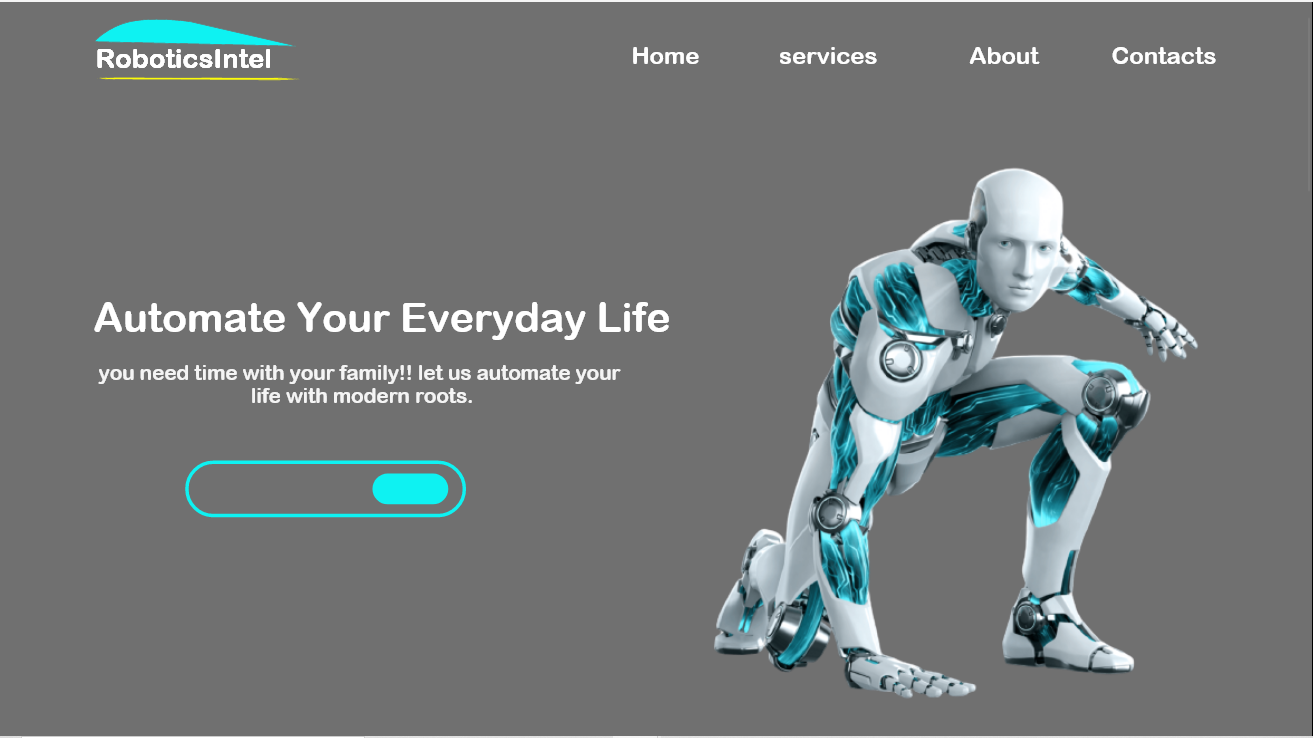 RoboticsIntel
Home services About Contacts
Automate Your Everyday Life
you need time with your family!! let us automate your
life with modern roots.